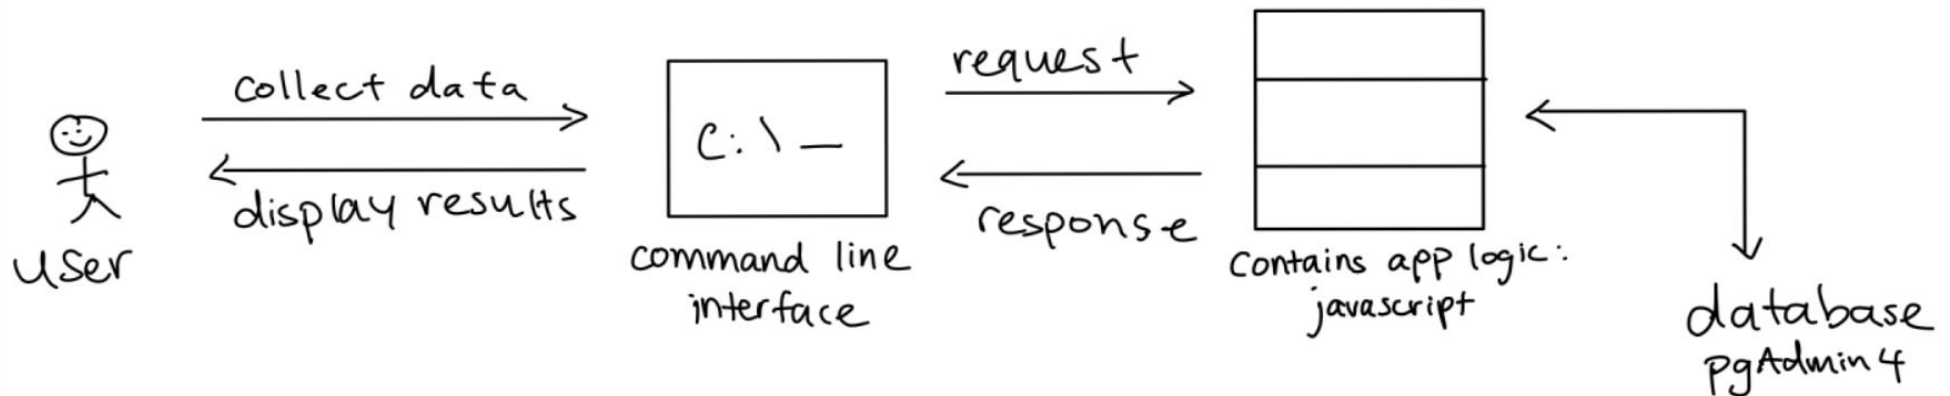 collect data
display results
user
C:\_
command line
interface
request
response
contains app logic:
javascript
database
pgAdmin 4